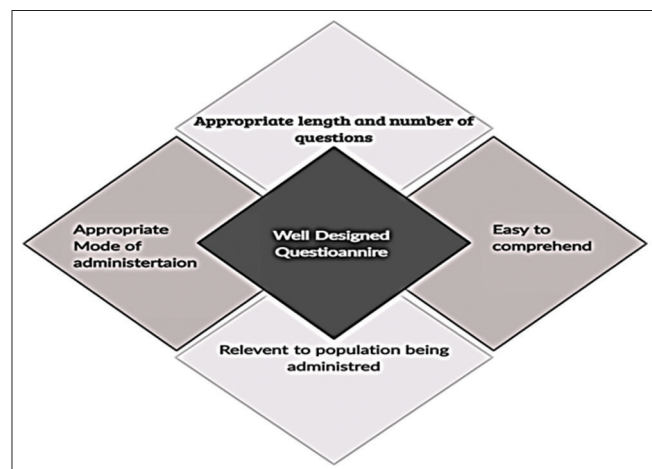 Appropriate length and number of
questions
Appropriate
Mode of
administertaion
Well Designed
Questioannire
Easy to
comprehend
Relevent to population being
administred